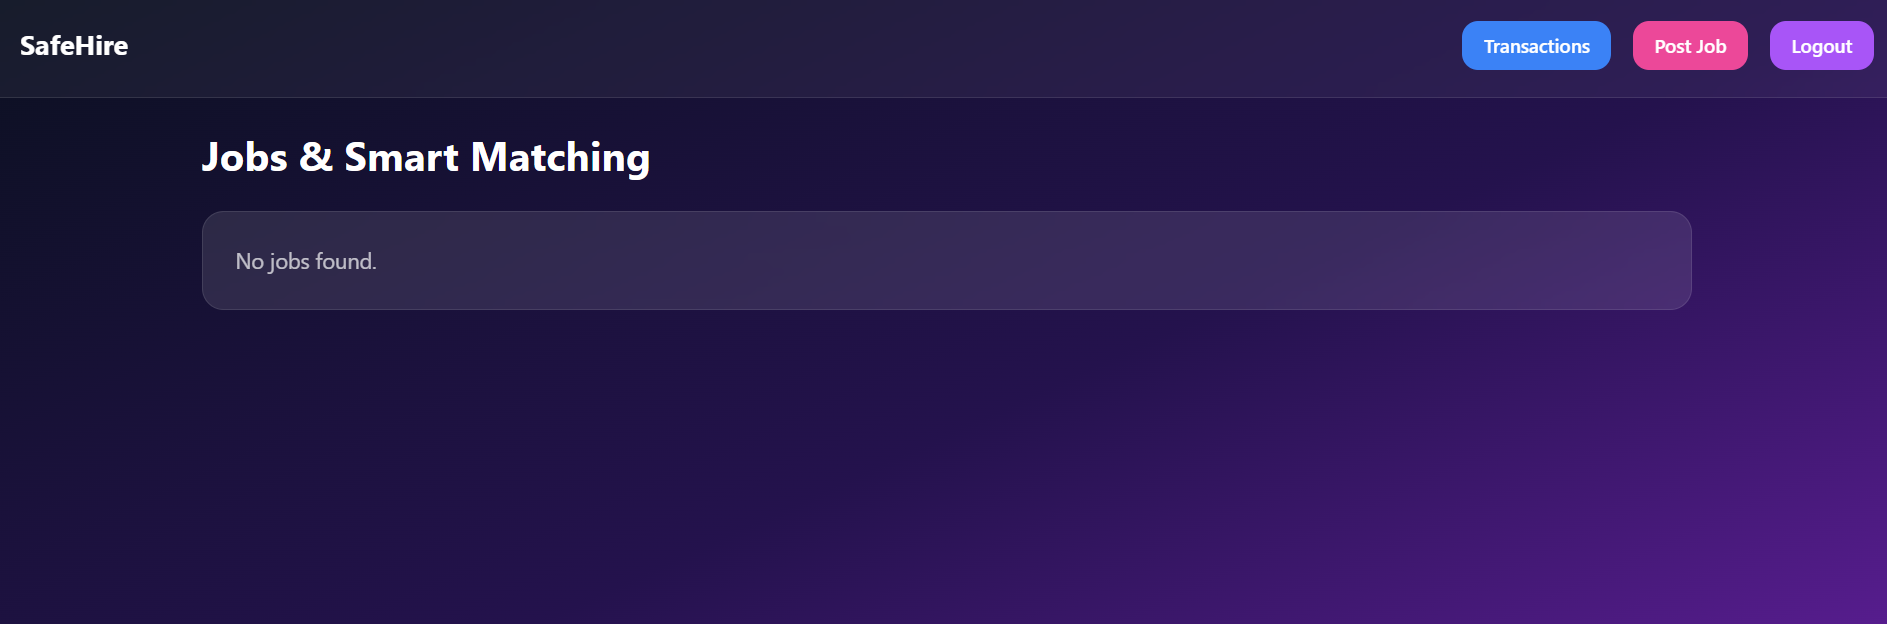 SafeHire
Transactions
Post Job
Logout
Jobs & Smart Matching
No jobs found.